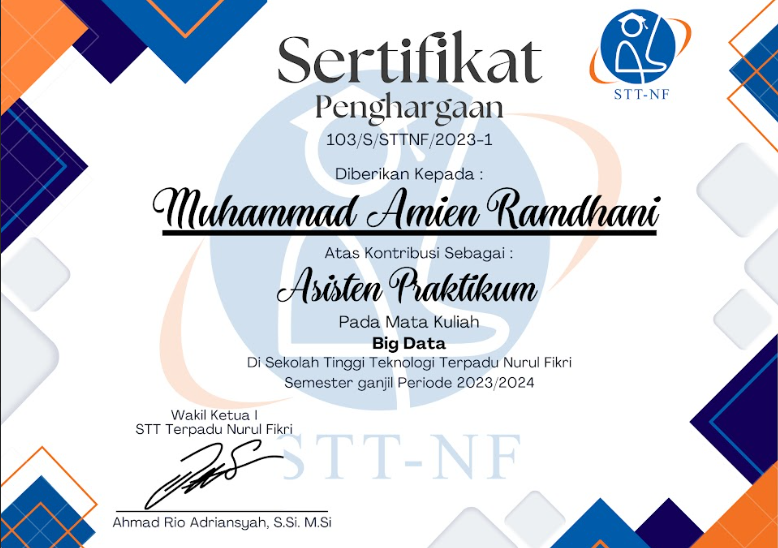 Sertifikat
Penghargaan
103/S/STTNF/2023-1
STT-NF
Diberikan Kepada :
Muhammad Amien Ramdhani
Atas Kontribusi Sebagai :
Asisten Praktikum
Pada Mata Kuliah
Big Data
Di Sekolah Tinggi Teknologi Terpadu Nurul Fikri
Semester ganjil Periode 2023/2024
Wakil Ketua I
STT Terpadu Nurul Fikri
STT-NF
Ahmad Rio Adriansyah, S.Si. M.Si